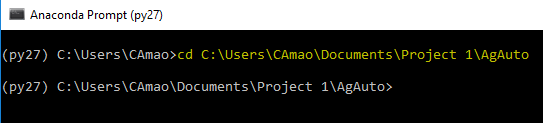 Anaconda Prompt (py27)
(py27) C:\Users\CAmao>cd C:\Users\CAmao\Documents\Project 1\AgAuto
(py27) C:\Users\CAmao\Documents\Project 1\AgAuto>